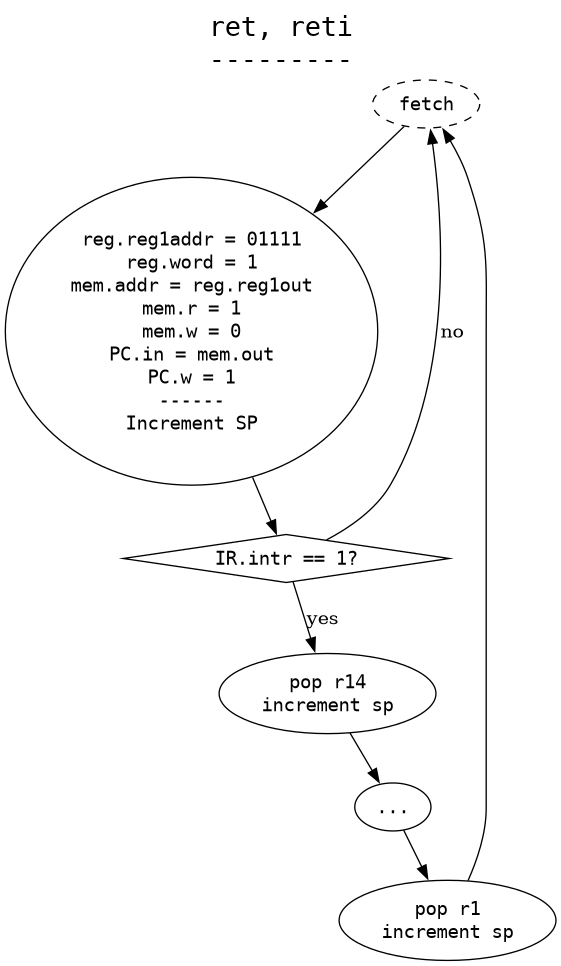 ret, reti
---------
fetch
reg.reg1addr = 01111
reg.word = 1
mem.addr = reg.reg1out
mem.r = 1
mem.w = 0
PC.in = mem.out
PC.w = 1
------
Increment SP
no
IR.intr == 1?
yes
pop r14
increment sp
...
pop r1
increment sp